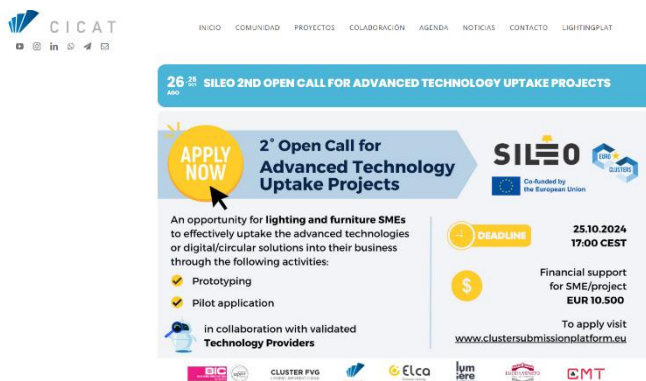 CICAT
INICIO COMUNIDAD PROYECTOS COLABORACIÓN AGENDA NOTICIAS CONTACTO LIGHTINGPLAT
26 AGO SILEO 2ND OPEN CALL FOR ADVANCED TECHNOLOGY UPTAKE PROJECTS
APPLY
NOW
2° Open Call for
Advanced Technology
Uptake Projects
SILEO
EURO
CLUSTERS
Co-funded by
the European Union
An opportunity for lighting and furniture SMEs
to effectively uptake the advanced technologies
or digital/circular solutions into their business
through the following activities:
Prototyping
Pilot application
in collaboration with validated
Technology Providers
DEADLINE
25.10.2024
17:00 CEST
$
Financial support
for SME/project
EUR 10.500
To apply visit
www.clustersubmissionplatform.eu
BIC
CLUSTER FVG
Elca
lum
iere
CMT